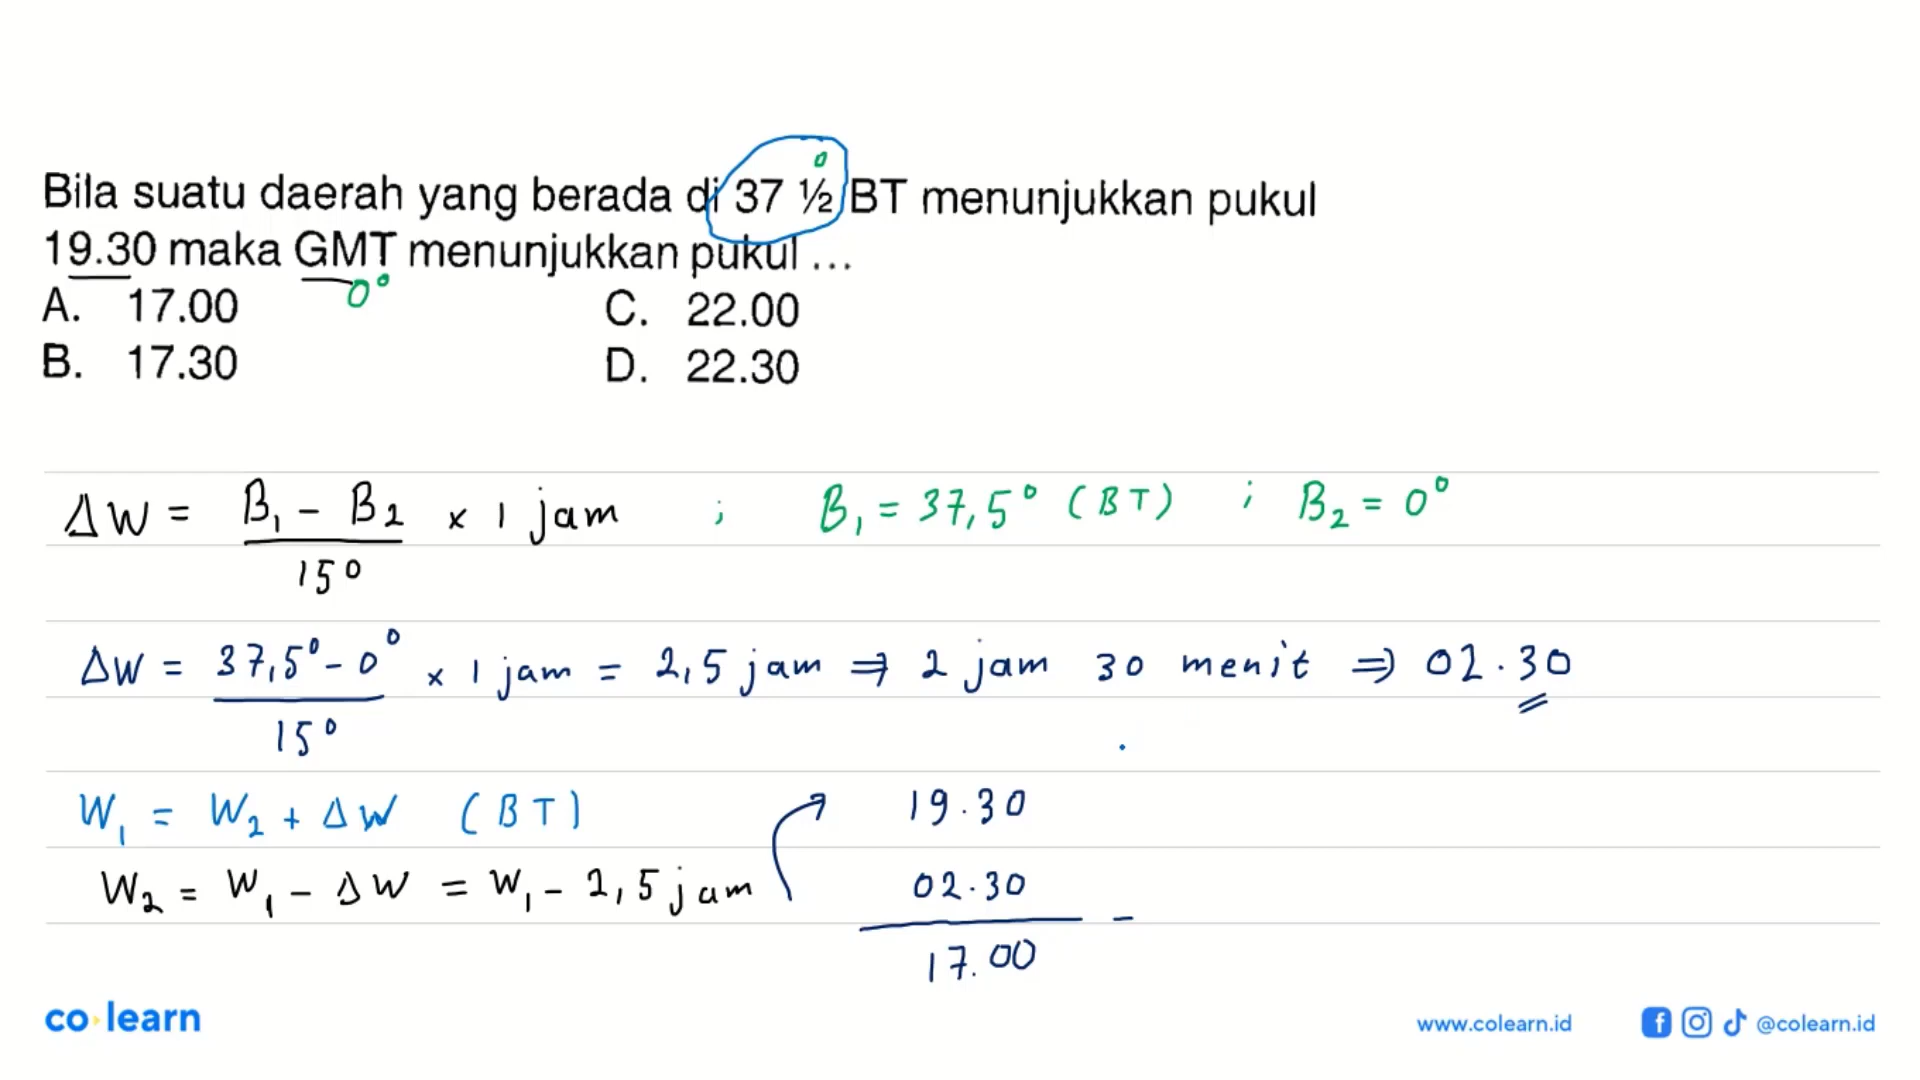 Bila suatu daerah yang berada di 37 ½° BT menunjukkan pukul
19.30 maka GMT menunjukkan pukul ...
0°
A. 17.00 C. 22.00
B. 17.30 D. 22.30
ΔW = B₁ - B₂ / 15° × 1 jam ; B₁ = 37,5° (BT) ; B₂ = 0°
ΔW = 37,5° - 0° / 15° × 1 jam = 2,5 jam ⇒ 2 jam 30 menit ⇒ 02.30
W₁ = W₂ + ΔW (BT) 19.30
W₂ = W₁ - ΔW = W₁ - 2,5 jam 02.30 -
17.00
co learn www.colearn.id @colearn.id